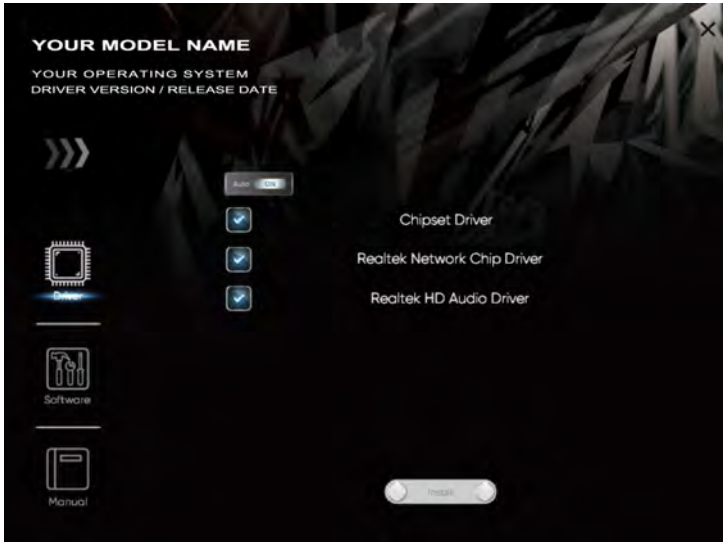 YOUR MODEL NAME
YOUR OPERATING SYSTEM
DRIVER VERSION / RELEASE DATE
Auto ON
Chipset Driver
Realtek Network Chip Driver
Realtek HD Audio Driver
Driver
Software
Manual
Install